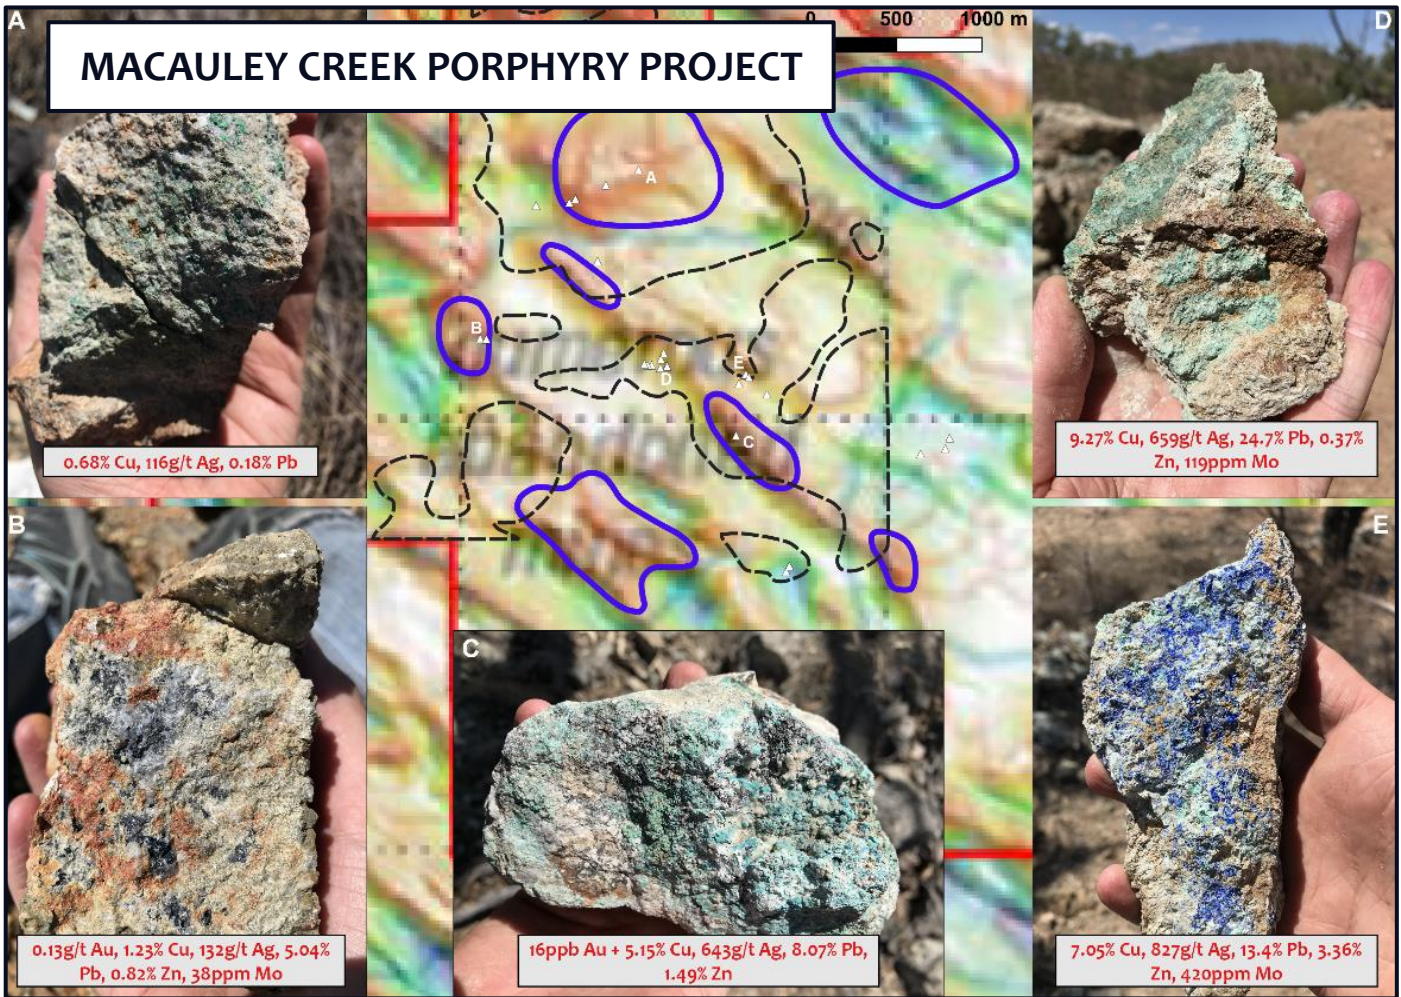 A
MACAULEY CREEK PORPHYRY PROJECT
0 500 1000 m
D
A
B
E
D
C
0.68% Cu, 116g/t Ag, 0.18% Pb
9.27% Cu, 659g/t Ag, 24.7% Pb, 0.37%
Zn, 119ppm Mo
B
C
E
0.13g/t Au, 1.23% Cu, 132g/t Ag, 5.04%
Pb, 0.82% Zn, 38ppm Mo
16ppb Au + 5.15% Cu, 643g/t Ag, 8.07% Pb,
1.49% Zn
7.05% Cu, 827g/t Ag, 13.4% Pb, 3.36%
Zn, 420ppm Mo